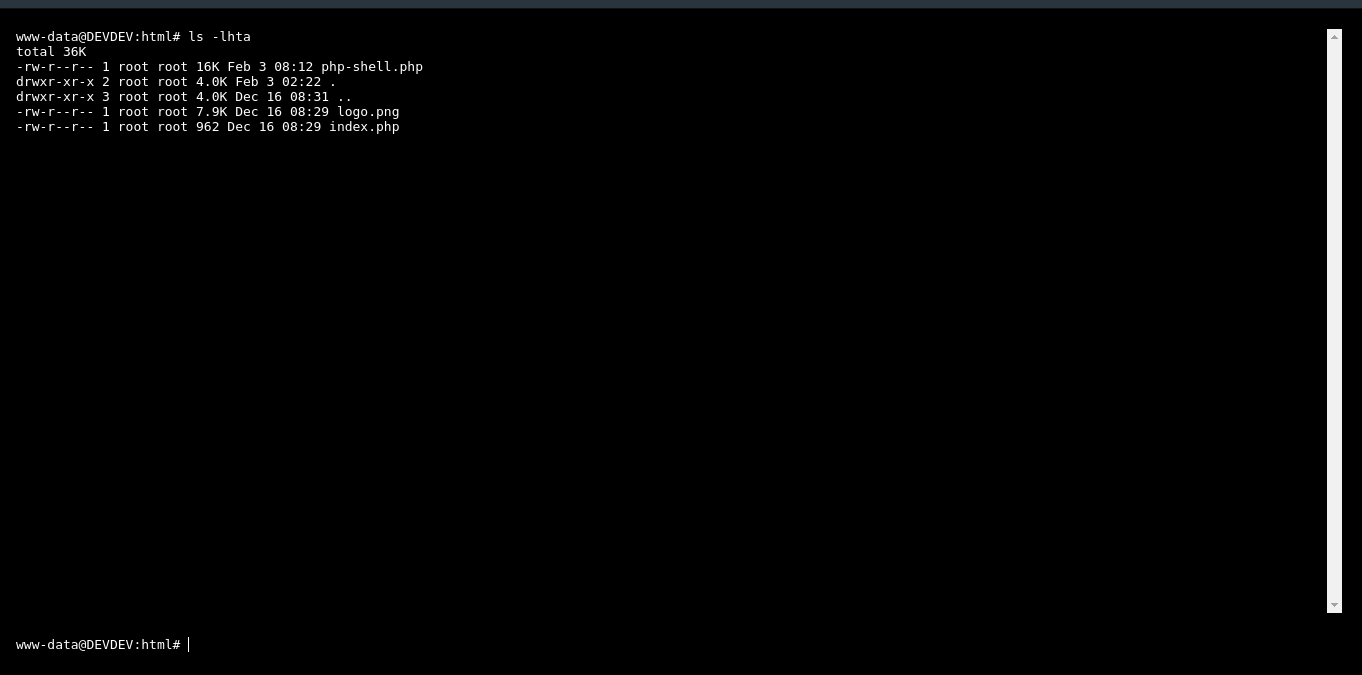 www-data@DEVDEV:html# ls -lhta
total 36K
-rw-r--r-- 1 root root 16K Feb 3 08:12 php-shell.php
drwxr-xr-x 2 root root 4.0K Feb 3 02:22 .
drwxr-xr-x 3 root root 4.0K Dec 16 08:31 ..
-rw-r--r-- 1 root root 7.9K Dec 16 08:29 logo.png
-rw-r--r-- 1 root root 962 Dec 16 08:29 index.php
www-data@DEVDEV:html#